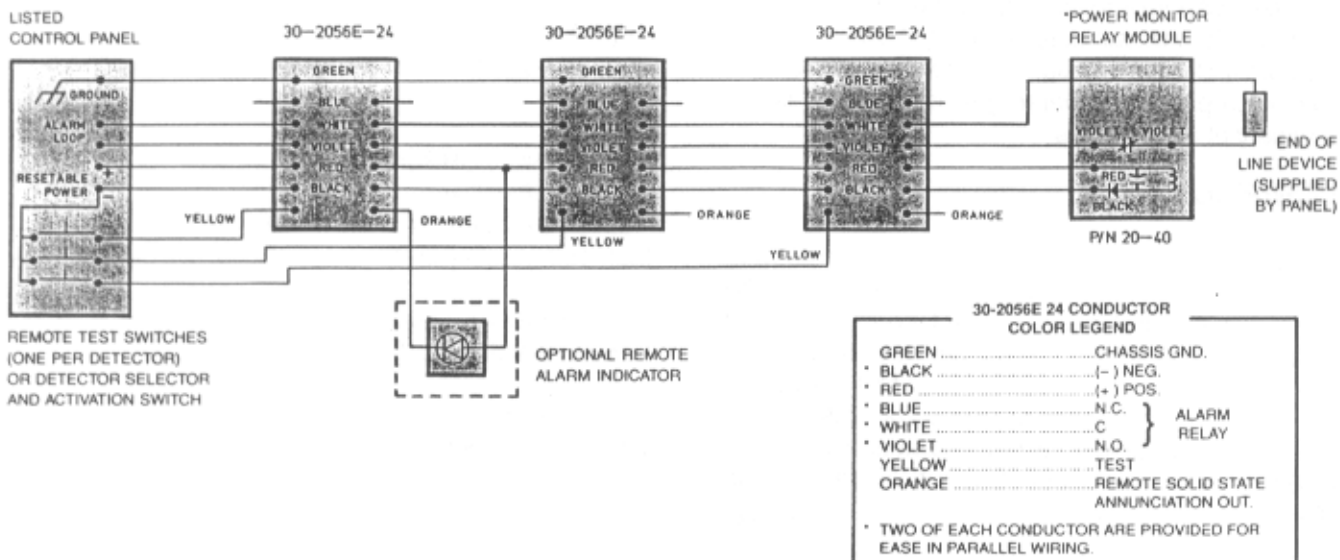 LISTED
CONTROL PANEL
30-2056E-24
30-2056E-24
30-2056E-24
*POWER MONITOR
RELAY MODULE
GROUND
ALARM
LOOP
RESETABLE
POWER
+
-
GREEN
BLUE
WHITE
VIOLET
RED
BLACK
YELLOW
ORANGE
GREEN
BLUE
WHITE
VIOLET
RED
BLACK
YELLOW
ORANGE
GREEN
BLUE
WHITE
VIOLET
RED
BLACK
YELLOW
ORANGE
VIOLET
VIOLET
RED
BLACK
P/N 20-40
END OF
LINE DEVICE
(SUPPLIED
BY PANEL)
REMOTE TEST SWITCHES
(ONE PER DETECTOR)
OR DETECTOR SELECTOR
AND ACTIVATION SWITCH
OPTIONAL REMOTE
ALARM INDICATOR
30-2056E 24 CONDUCTOR
COLOR LEGEND
GREEN ..... CHASSIS GND.
* BLACK ..... (-) NEG.
* RED ..... (+) POS.
* BLUE ..... N.C.
* WHITE ..... C
* VIOLET ..... N.O.
} ALARM
RELAY
YELLOW ..... TEST
ORANGE ..... REMOTE SOLID STATE
ANNUNCIATION OUT.
* TWO OF EACH CONDUCTOR ARE PROVIDED FOR
EASE IN PARALLEL WIRING.